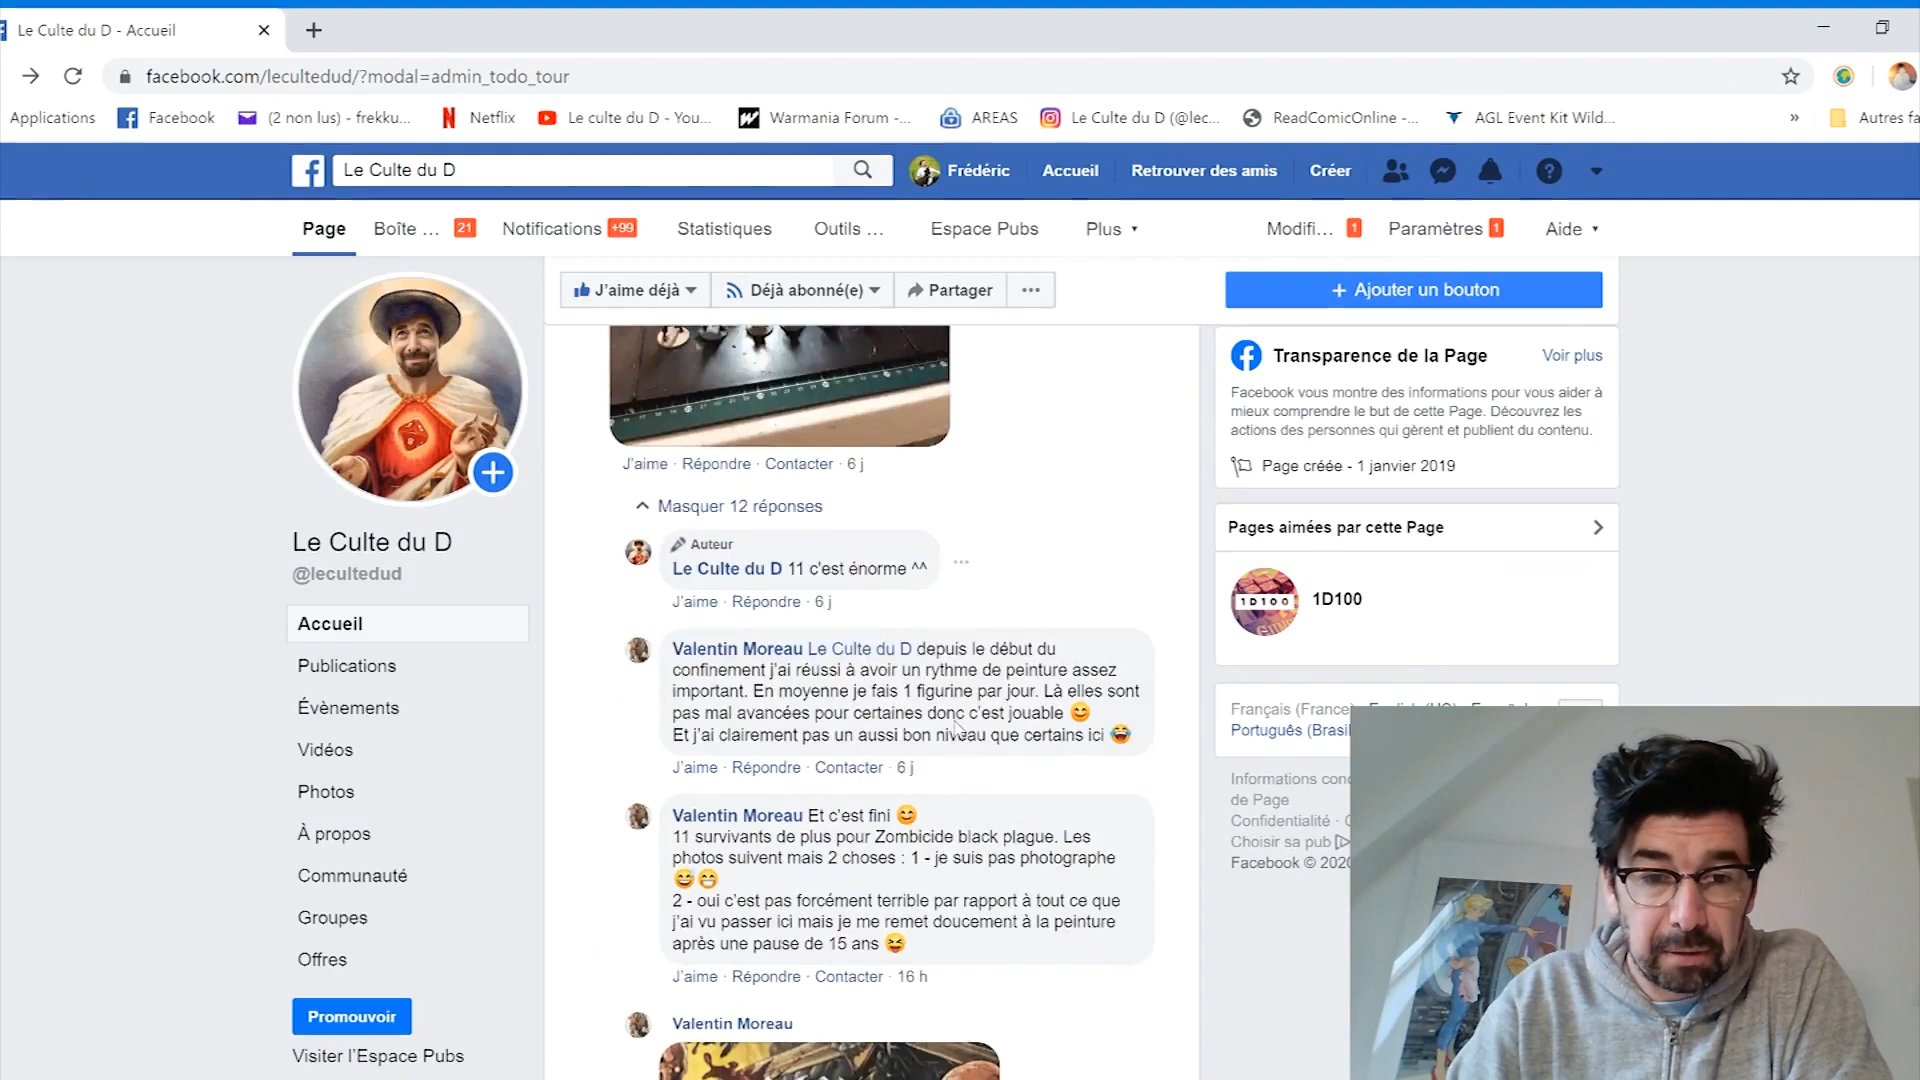 Le Culte du D - Accueil
facebook.com/lecultedud/?modal=admin_todo_tour
Applications Facebook (2 non lus) - frekku... Netflix Le culte du D - You... Warmania Forum -... AREAS Le Culte du D (@lec... ReadComicOnline -... AGL Event Kit Wild... » Autres fa
Le Culte du D Frédéric Accueil Retrouver des amis Créer
Page Boîte ... 21 Notifications +99 Statistiques Outils ... Espace Pubs Plus Modifi... 1 Paramètres 1 Aide
J'aime déjà Déjà abonné(e) Partager ... + Ajouter un bouton
Le Culte du D
@lecultedud
Accueil
Publications
Évènements
Vidéos
Photos
À propos
Communauté
Groupes
Offres
Promouvoir
Visiter l'Espace Pubs
J'aime · Répondre · Contacter · 6 j
Masquer 12 réponses
Auteur
Le Culte du D 11 c'est énorme ^^
J'aime · Répondre · 6 j
Valentin Moreau Le Culte du D depuis le début du
confinement j'ai réussi à avoir un rythme de peinture assez
important. En moyenne je fais 1 figurine par jour. Là elles sont
pas mal avancées pour certaines donc c'est jouable 😊
Et j'ai clairement pas un aussi bon niveau que certains ici 😂
J'aime · Répondre · Contacter · 6 j
Valentin Moreau Et c'est fini 😊
11 survivants de plus pour Zombicide black plague. Les
photos suivent mais 2 choses : 1 - je suis pas photographe
😅😁
2 - oui c'est pas forcément terrible par rapport à tout ce que
j'ai vu passer ici mais je me remet doucement à la peinture
après une pause de 15 ans 😝
J'aime · Répondre · Contacter · 16 h
Valentin Moreau
Transparence de la Page Voir plus
Facebook vous montre des informations pour vous aider à
mieux comprendre le but de cette Page. Découvrez les
actions des personnes qui gèrent et publient du contenu.
Page créée - 1 janvier 2019
Pages aimées par cette Page
1D100
1D100
Français (France)
Português (Brasil
Informations conc
de Page
Confidentialité ·
Choisir sa pub
Facebook © 2020